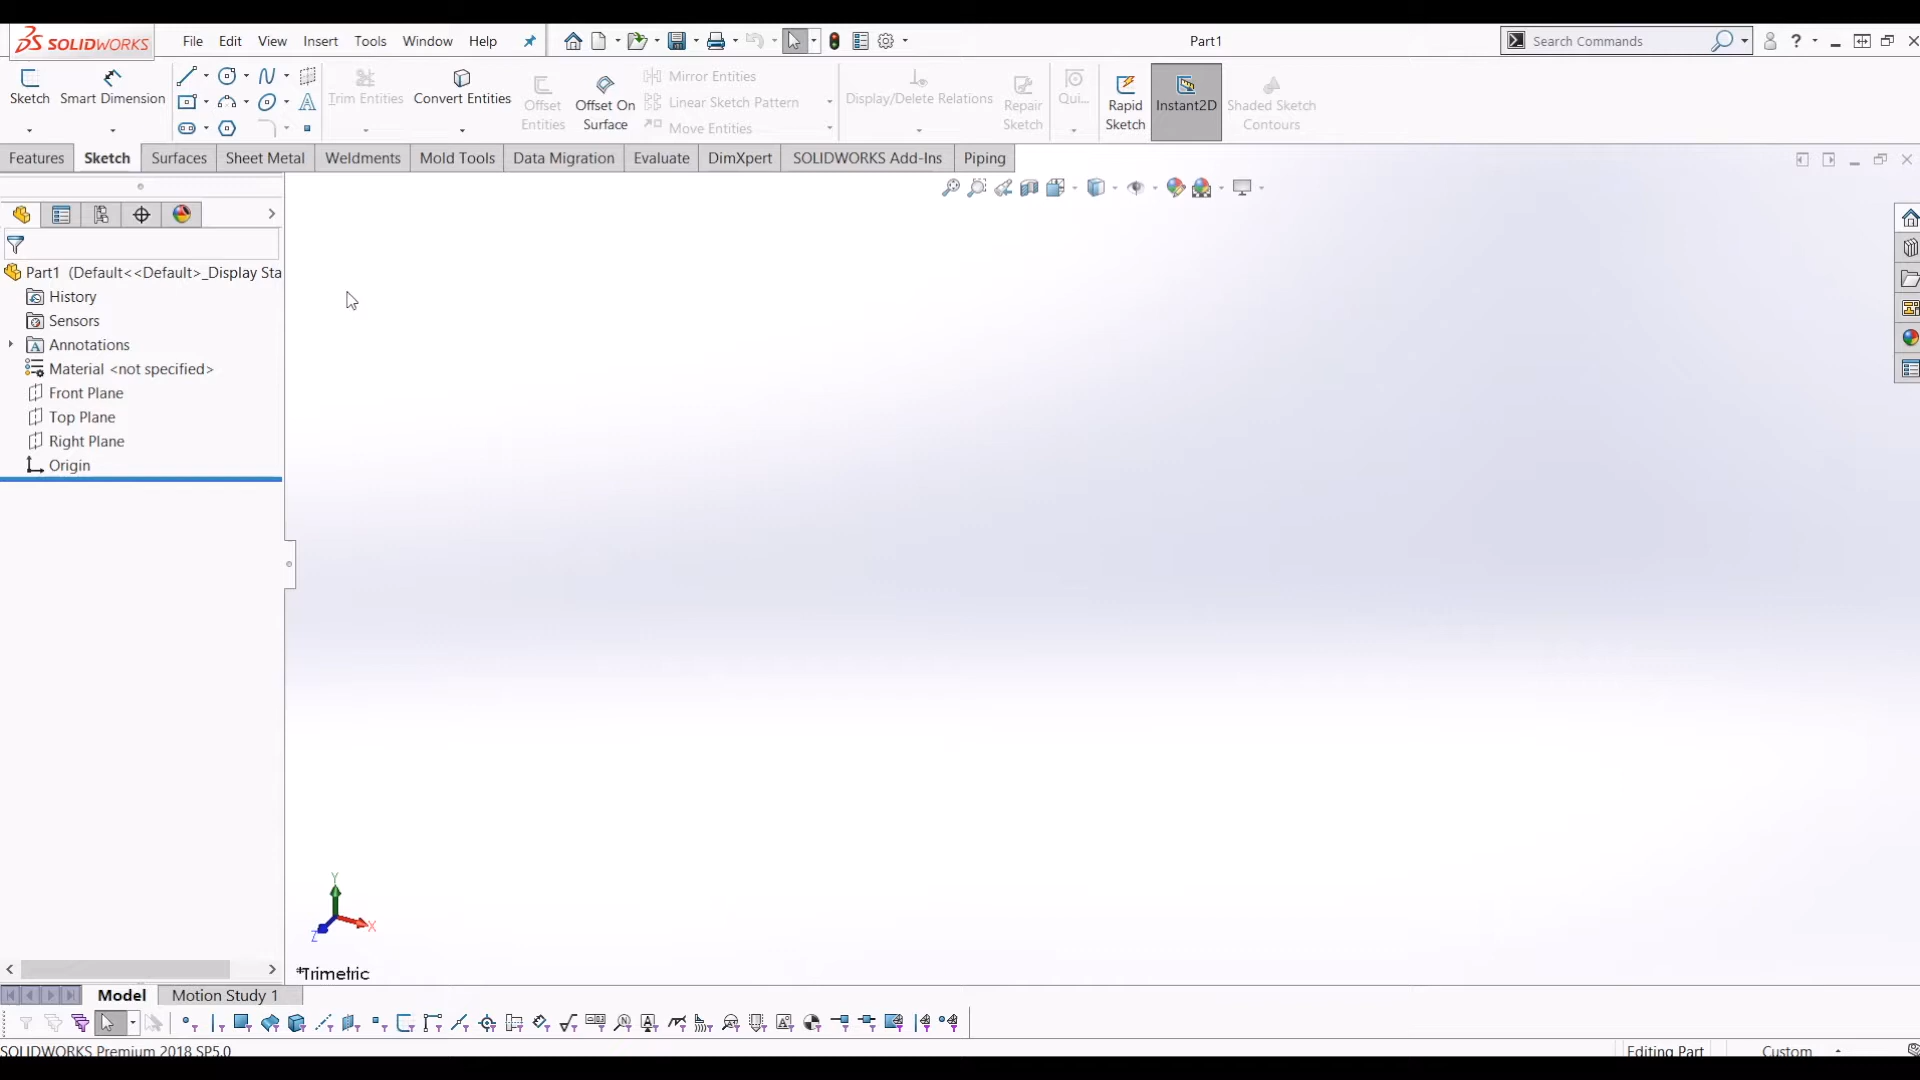 SOLIDWORKS File Edit View Insert Tools Window Help Part1 Search Commands ?
Sketch Smart Dimension Trim Entities Convert Entities Offset Entities Offset On Surface Mirror Entities Linear Sketch Pattern Move Entities Display/Delete Relations Repair Sketch Qui... Rapid Sketch Instant2D Shaded Sketch Contours
Features Sketch Surfaces Sheet Metal Weldments Mold Tools Data Migration Evaluate DimXpert SOLIDWORKS Add-Ins Piping
Part1 (Default<<Default>_Display Sta
History
Sensors
Annotations
Material <not specified>
Front Plane
Top Plane
Right Plane
Origin
Y
X
Z
*Trimetric
Model Motion Study 1
SOLIDWORKS Premium 2018 SP5.0 Editing Part Custom